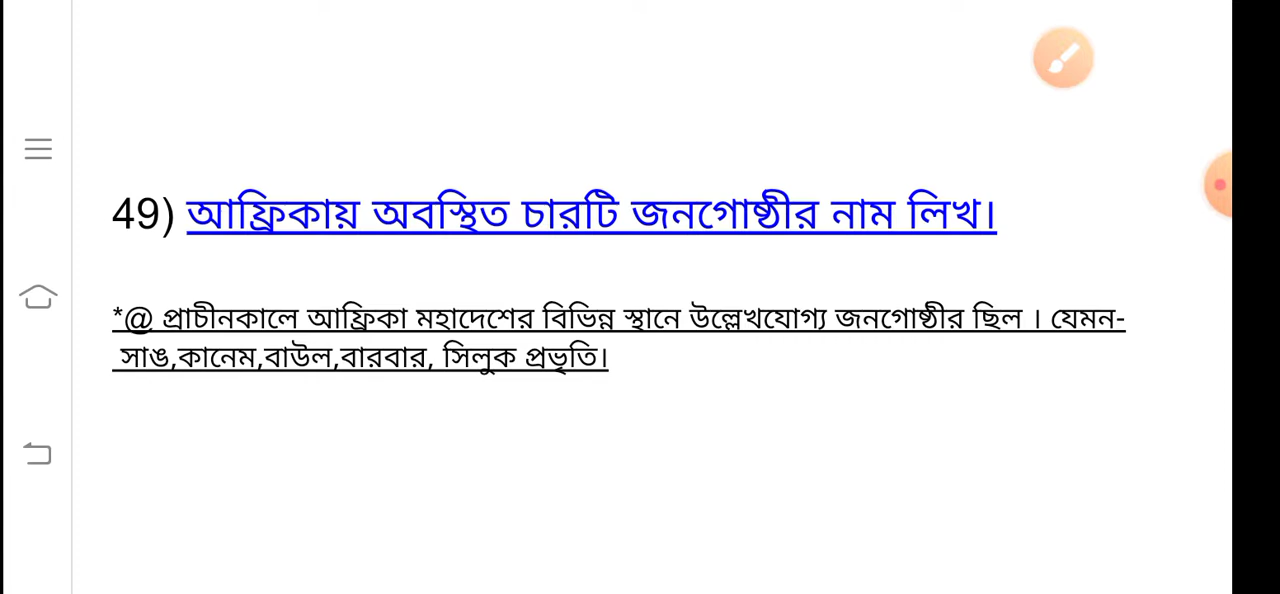 49) আফ্রিকায় অবস্থিত চারটি জনগোষ্ঠীর নাম লিখ।
*@ প্রাচীনকালে আফ্রিকা মহাদেশের বিভিন্ন স্থানে উল্লেখযোগ্য জনগোষ্ঠীর ছিল । যেমন-
সাঙ,কানেম,বাউল,বারবার, সিলুক প্রভৃতি।